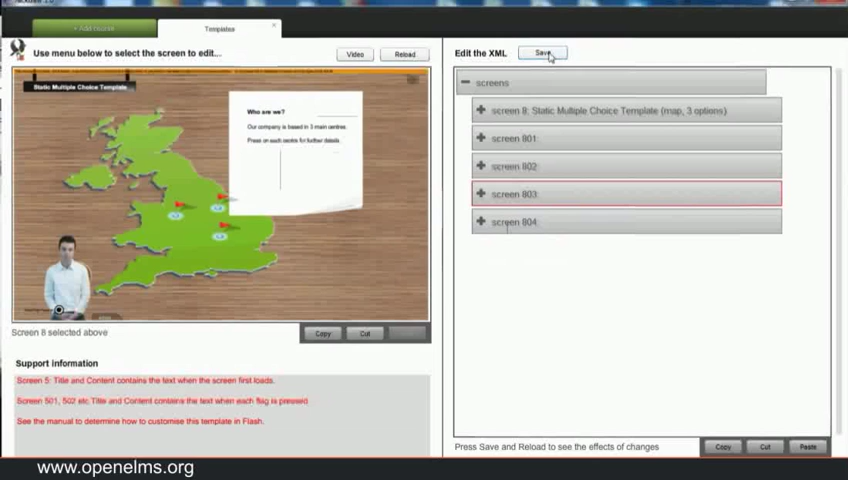 + Add course
Templates
Use menu below to select the screen to edit...
Video
Reload
Edit the XML
Save
Static Multiple Choice Template
Who are we?
Our company is based in 3 main centres.
Press on each centre for further details.
Screen 8 selected above
Copy
Cut
Support information
Screen 5: Title and Content contains the text when the screen first loads.
Screen 501, 502 etc.Title and Content contains the text when each flag is pressed
See the manual to determine how to customise this template in Flash.
screens
screen 8: Static Multiple Choice Template (map, 3 options)
screen 801:
screen 802:
screen 803:
screen 804:
Press Save and Reload to see the effects of changes
Copy
Cut
Paste
www.openelms.org